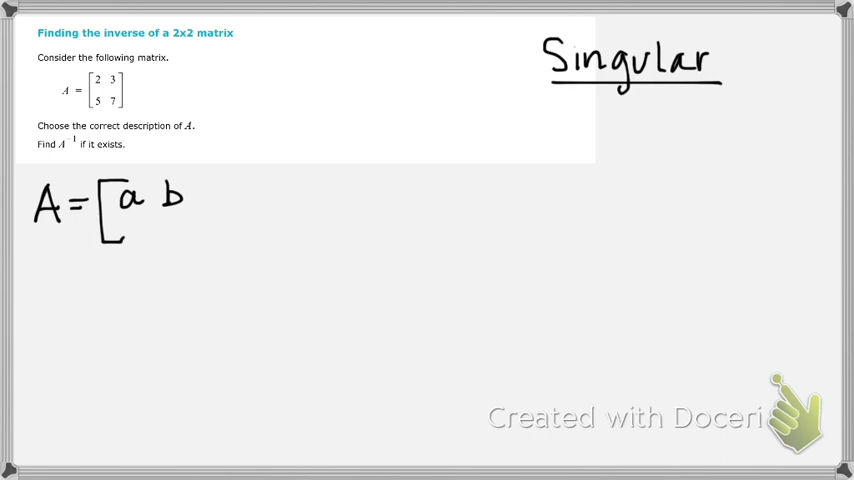 Finding the inverse of a 2x2 matrix
Consider the following matrix.
A = [2 3
5 7]
Choose the correct description of A.
Find A⁻¹ if it exists.
Singular
A=[a b
Created with Doceri